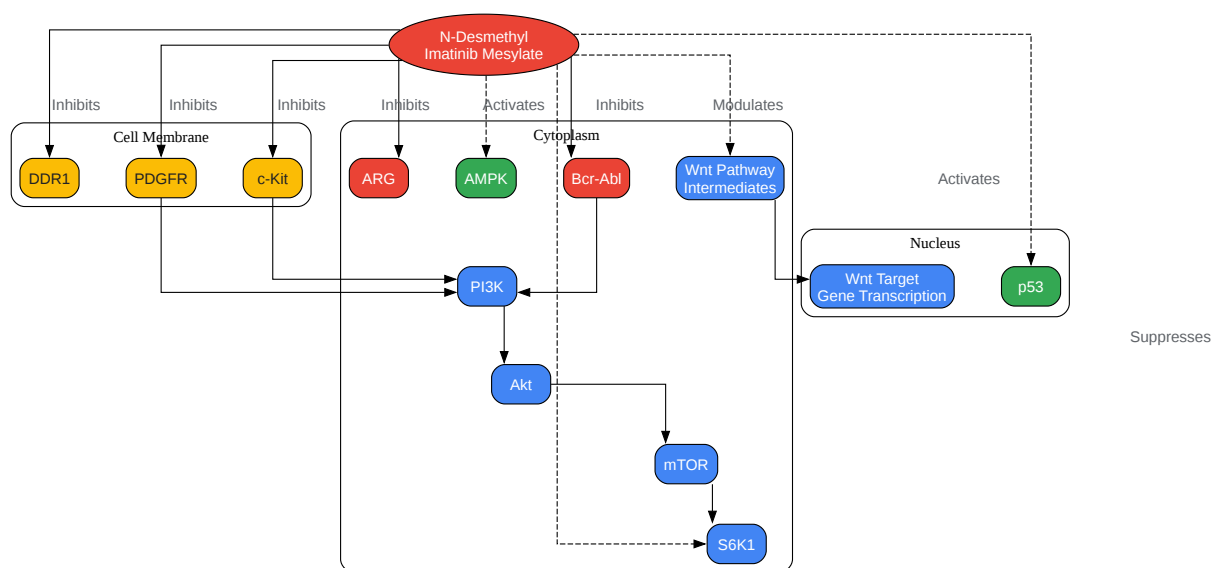 N-Desmethyl
Imatinib Mesylate
Inhibits
Inhibits
Inhibits
Inhibits
Activates
Inhibits
Modulates
Cell Membrane
Cytoplasm
DDR1
PDGFR
c-Kit
ARG
AMPK
Bcr-Abl
Wnt Pathway
Intermediates
Activates
Nucleus
PI3K
Wnt Target
Gene Transcription
p53
Suppresses
Akt
mTOR
S6K1